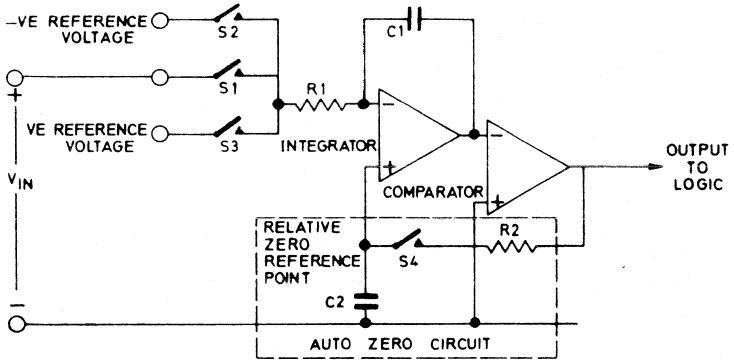 -VE REFERENCE
VOLTAGE
S2
C1
S1
R1
+
VE REFERENCE
VOLTAGE
S3
INTEGRATOR
-
+
-
+
COMPARATOR
OUTPUT
TO
LOGIC
VIN
RELATIVE
ZERO
REFERENCE
POINT
S4
R2
C2
-
AUTO ZERO CIRCUIT